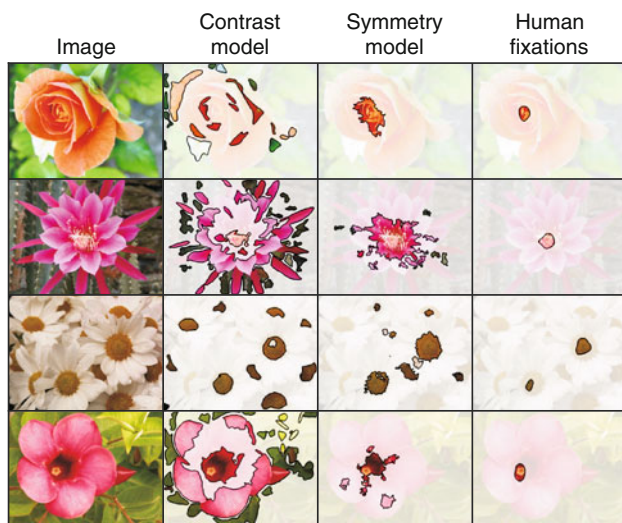 Image
Contrast
model
Symmetry
model
Human
fixations